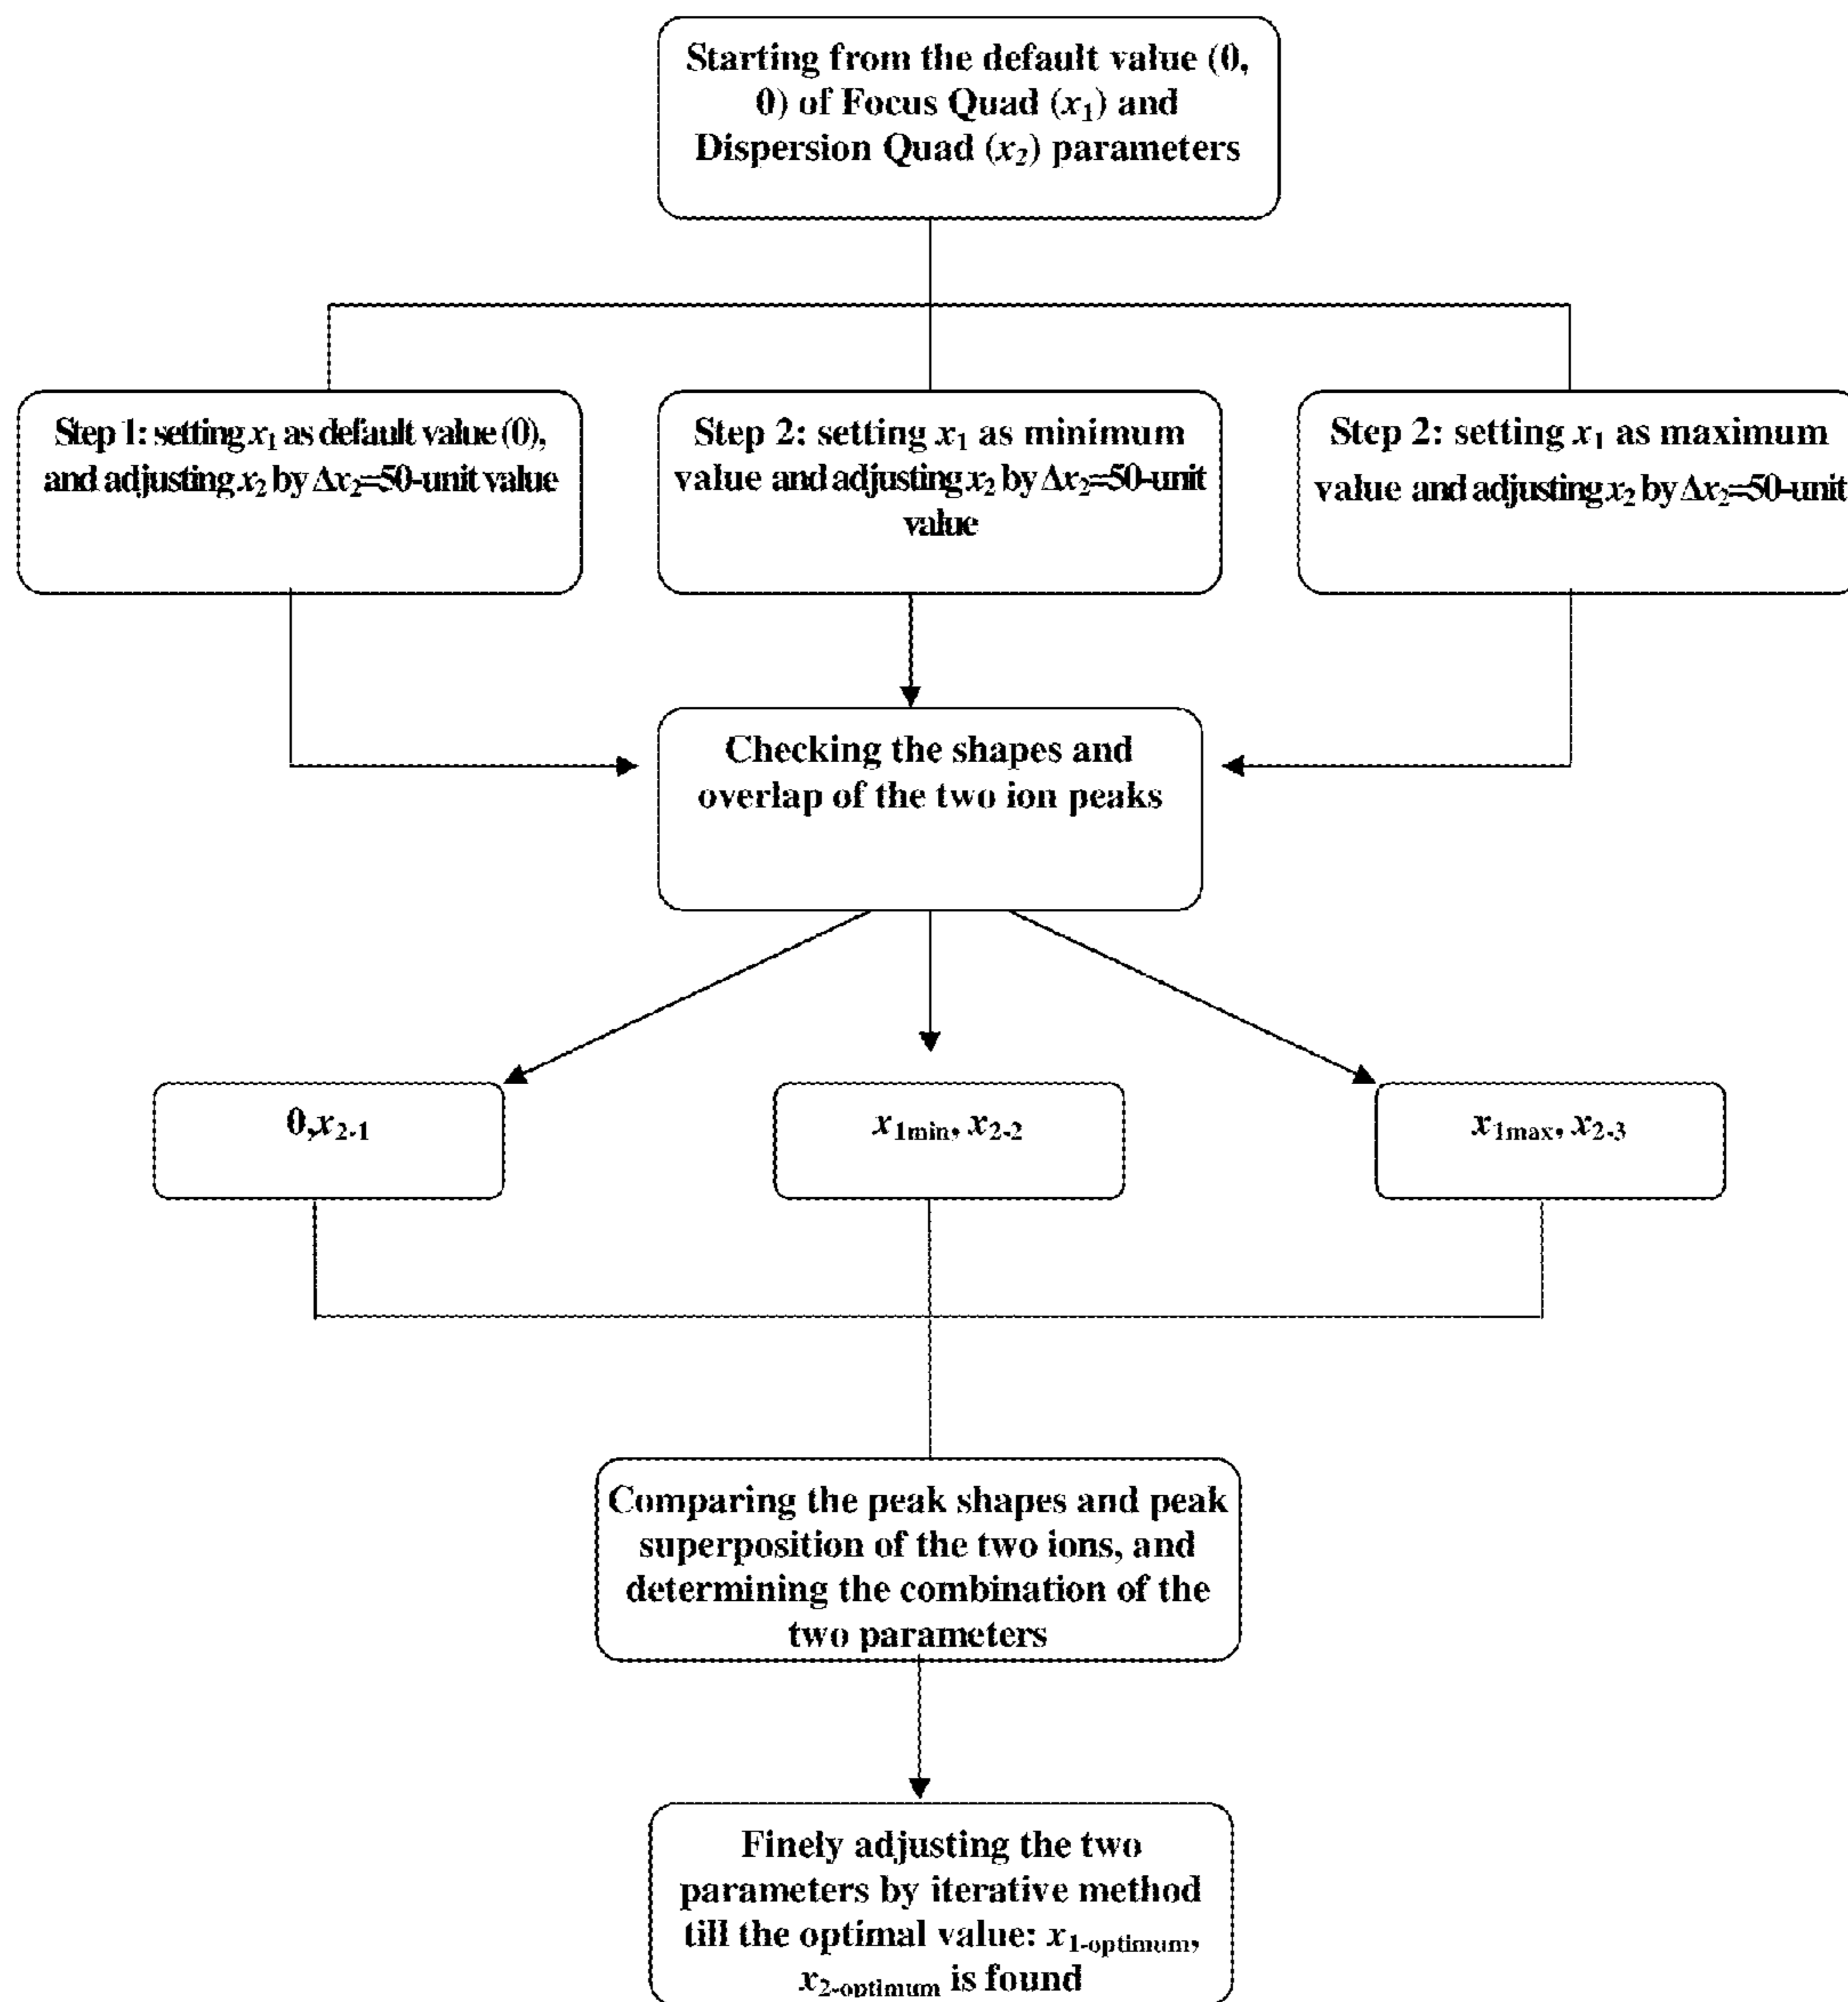 Starting from the default value (0,
0) of Focus Quad (x₁) and
Dispersion Quad (x₂) parameters
Step 1: setting x₁ as default value (0),
and adjusting x₂ by Δx₂=50-unit value
Step 2: setting x₁ as minimum
value and adjusting x₂ by Δx₂=50-unit
value
Step 2: setting x₁ as maximum
value and adjusting x₂ by Δx₂=50-unit
Checking the shapes and
overlap of the two ion peaks
0,x₂₋₁
x₁min, x₂₋₂
x₁max, x₂₋₃
Comparing the peak shapes and peak
superposition of the two ions, and
determining the combination of the
two parameters
Finely adjusting the two
parameters by iterative method
till the optimal value: x₁-optimum,
x₂-optimum is found